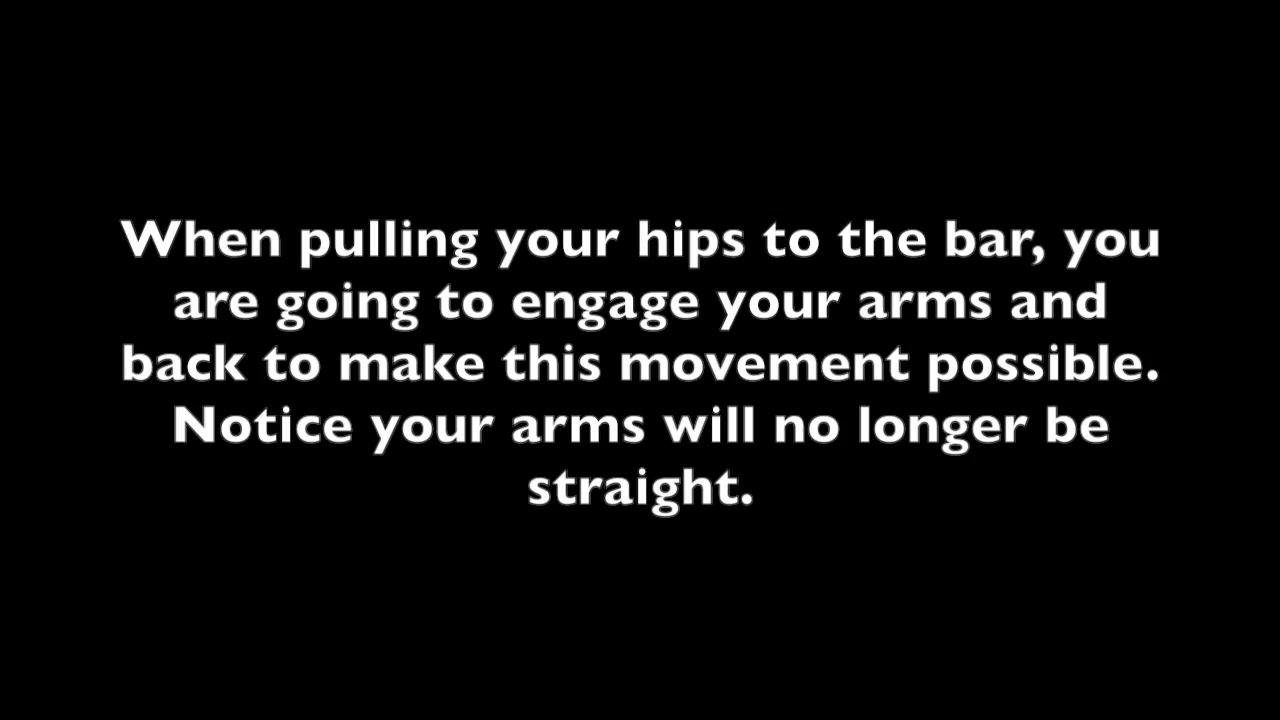 When pulling your hips to the bar, you
are going to engage your arms and
back to make this movement possible.
Notice your arms will no longer be
straight.